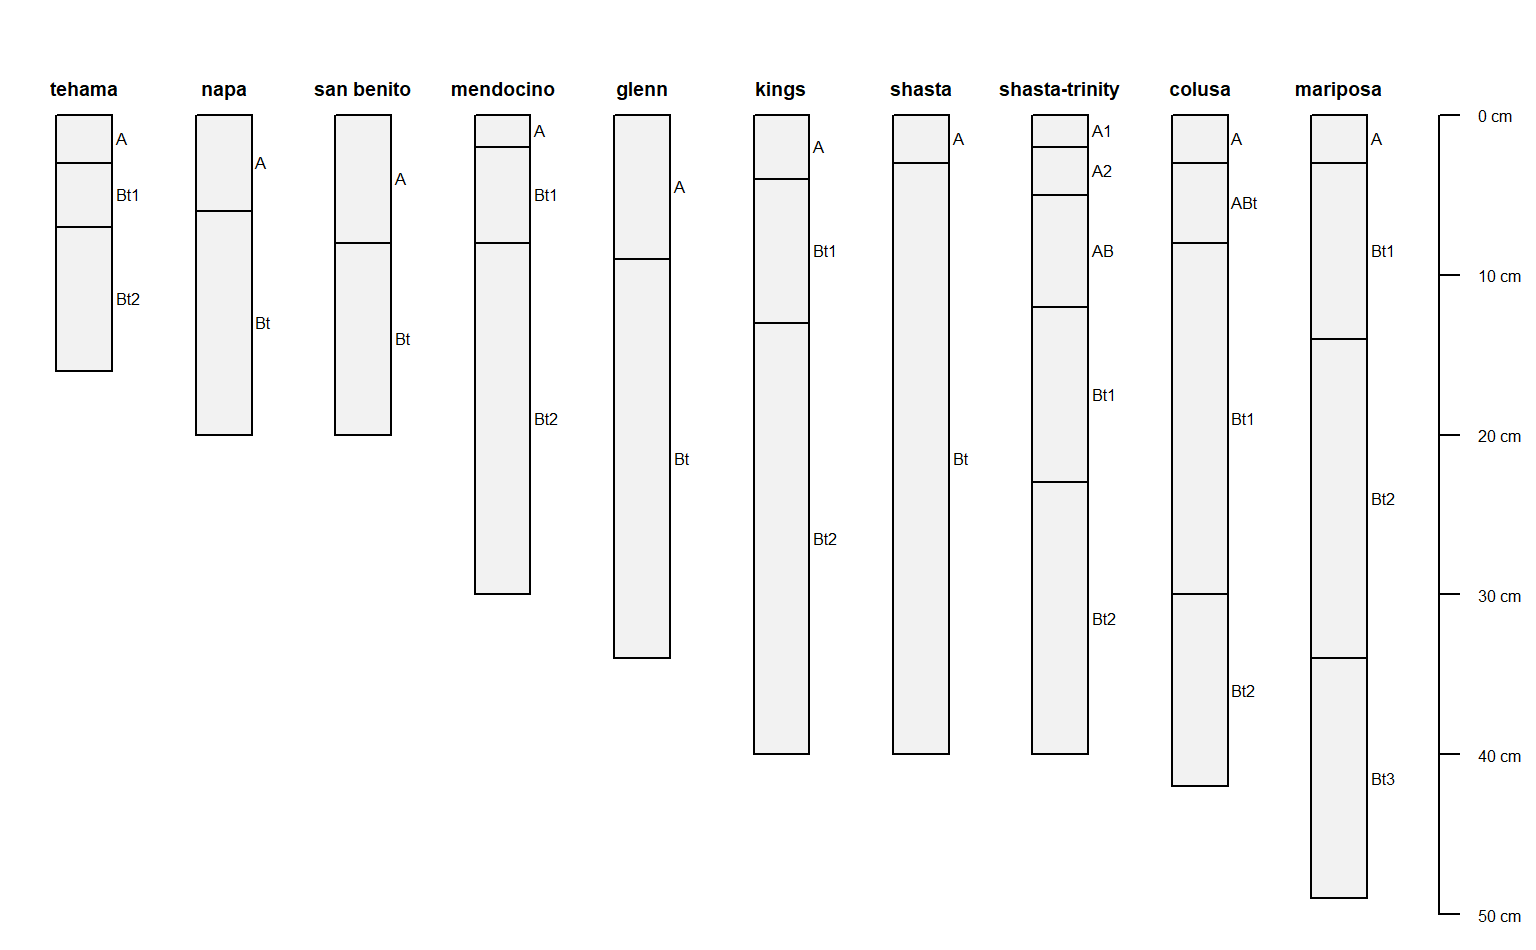 tehama
napa
san benito
mendocino
glenn
kings
shasta
shasta-trinity
colusa
mariposa
A
Bt1
Bt2
A
Bt
A
Bt
A
Bt1
Bt2
A
Bt
A
Bt1
Bt2
A
Bt
A1
A2
AB
Bt1
Bt2
A
ABt
Bt1
Bt2
A
Bt1
Bt2
Bt3
0 cm
10 cm
20 cm
30 cm
40 cm
50 cm